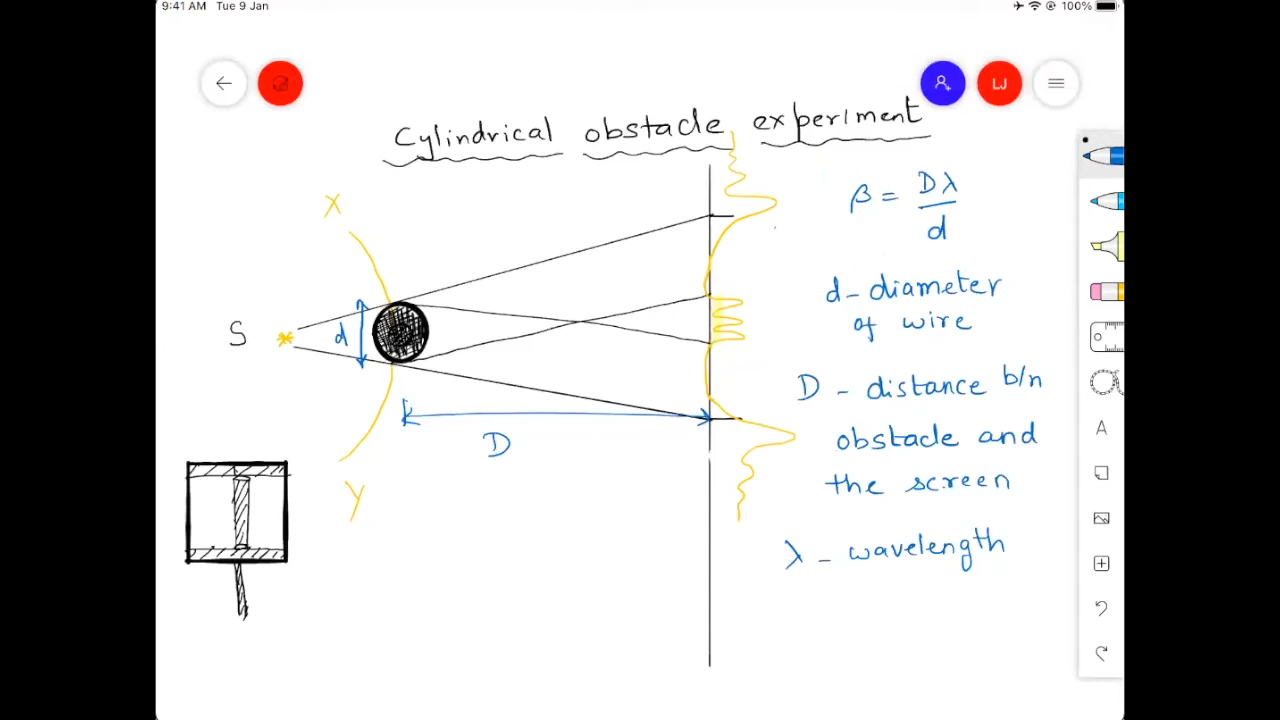 9:41 AM Tue 9 Jan
100%
LJ
Cylindrical obstacle experiment
X
β = Dλ
d
d - diameter
of wire
S
d
D - distance b/n
obstacle and
the screen
D
Y
λ - wavelength
A